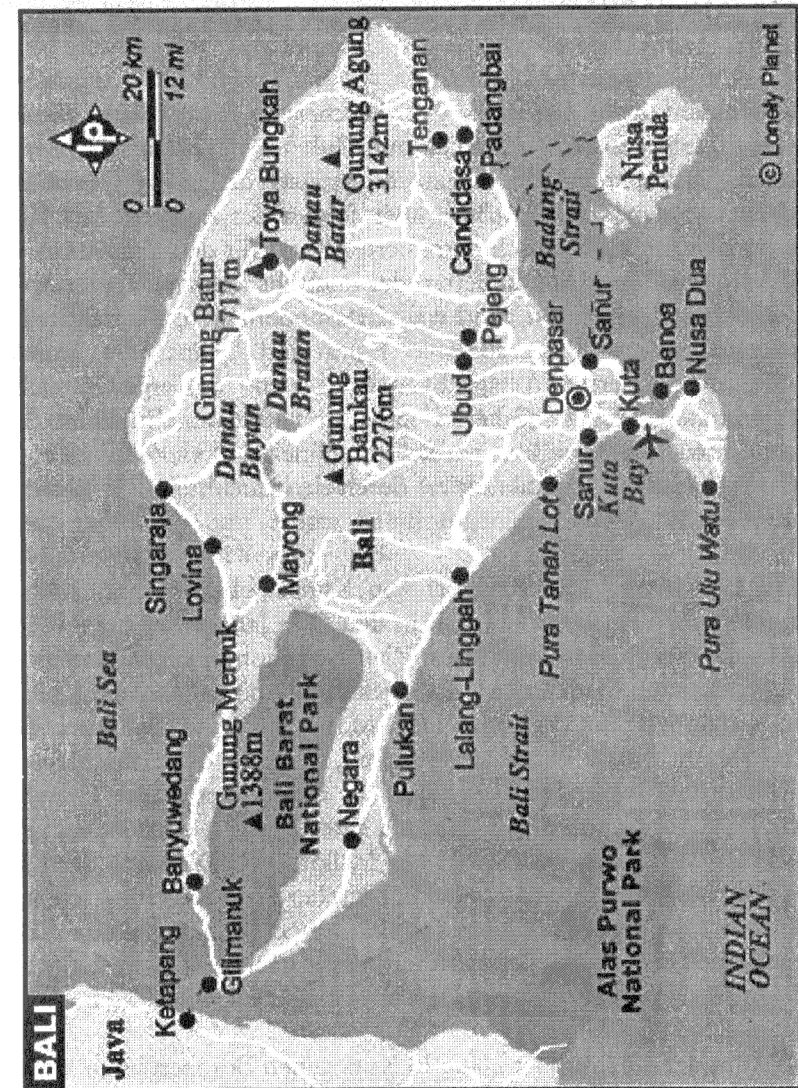 BALI
Java
Ketapang
Gilimanuk
Banyuwedang
Bali Sea
Singaraja
Lovina
Mayong
Gunung Merbuk
1388m
Bali Barat
National Park
Negara
Pulukan
Lalang-Linggah
Bali Strait
Alas Purwo
National Park
INDIAN
OCEAN
lp
0
20 km
0
12 mi
Gunung Batur
1717m
Toya Bungkah
Danau
Buyan
Danau
Bratan
Danau
Batur
Gunung Agung
3142m
Gunung
Batukau
2276m
Bali
Tenganan
Candidasa
Padangbai
Ubud
Pejeng
Denpasar
Sanur
Sanur
Pura Tanah Lot
Kuta
Bay
Kuta
Benoa
Nusa Dua
Pura Ulu Watu
Badung
Strait
Nusa
Penida
© Lonely Planet